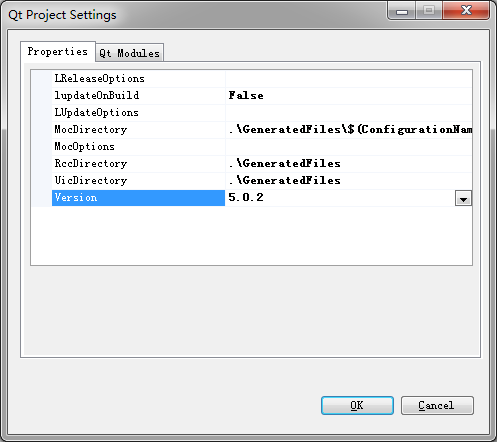 Qt Project Settings
Properties
Qt Modules
LReleaseOptions
lupdateOnBuild False
LUpdateOptions
MocDirectory .\GeneratedFiles\$(ConfigurationNam
MocOptions
RccDirectory .\GeneratedFiles
UicDirectory .\GeneratedFiles
Version 5.0.2
OK Cancel